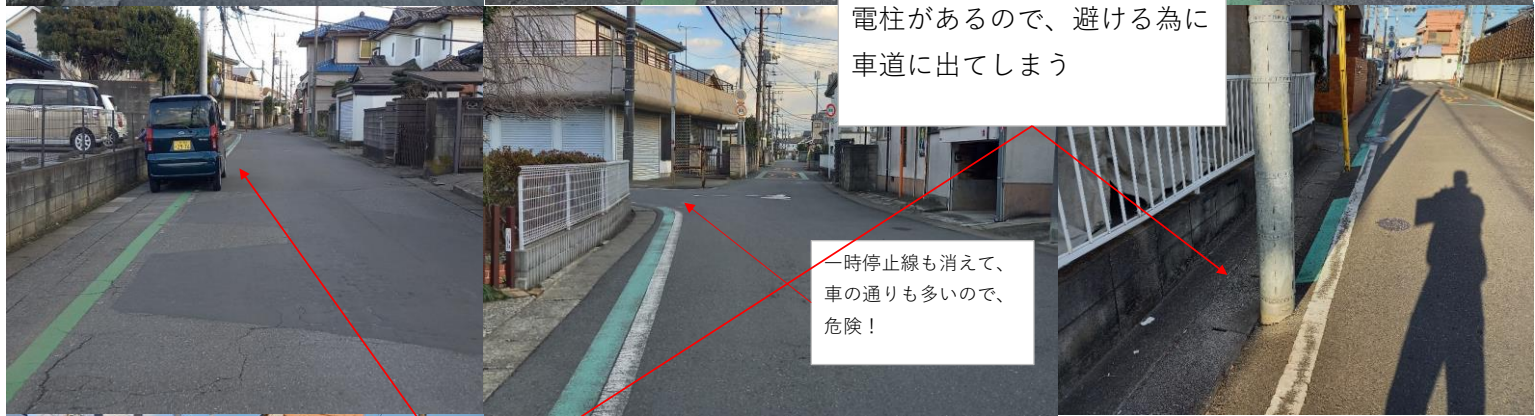 電柱があるので、避ける為に
車道に出てしまう
一時停止線も消えて、
車の通りも多いので、
危険！